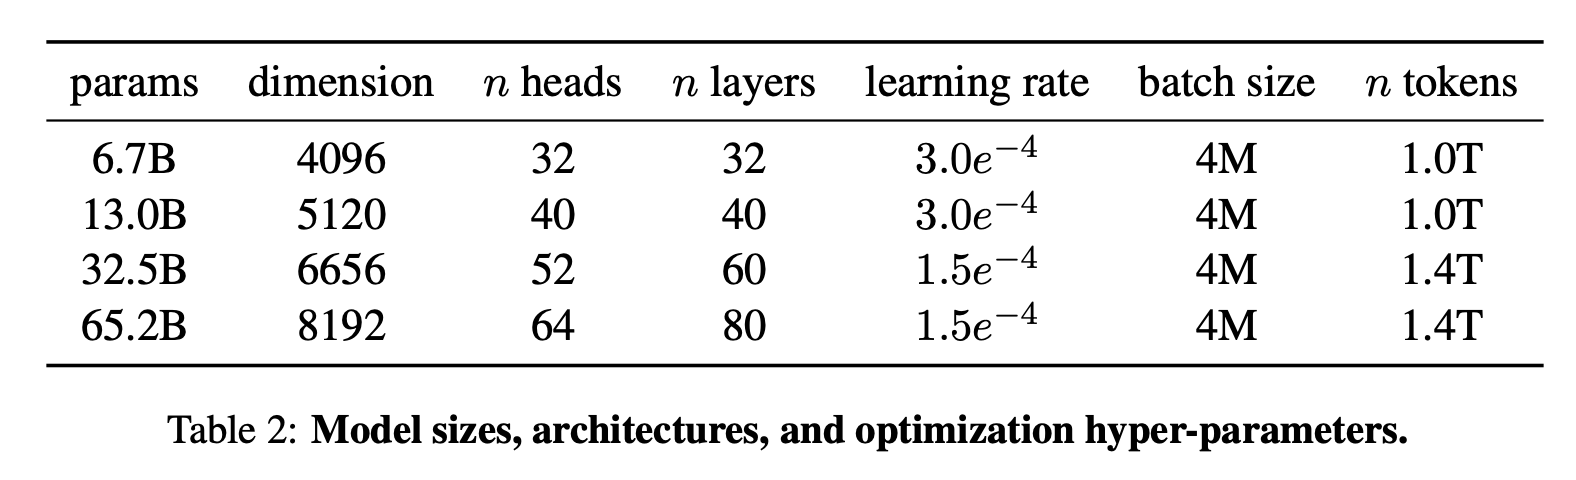 params dimension n heads n layers learning rate batch size n tokens
6.7B 4096 32 32 3.0e⁻⁴ 4M 1.0T
13.0B 5120 40 40 3.0e⁻⁴ 4M 1.0T
32.5B 6656 52 60 1.5e⁻⁴ 4M 1.4T
65.2B 8192 64 80 1.5e⁻⁴ 4M 1.4T
Table 2: Model sizes, architectures, and optimization hyper-parameters.